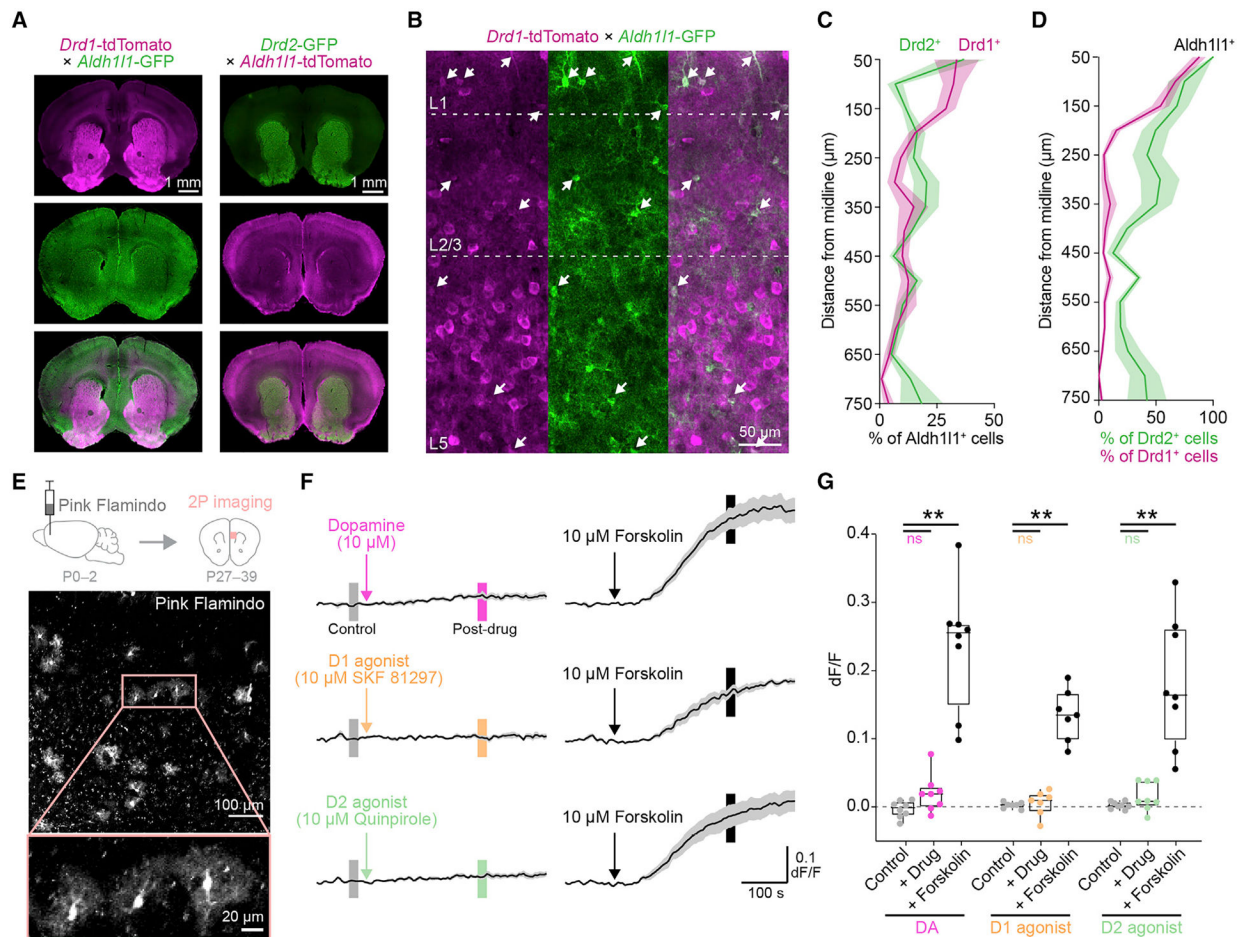 A
Drd1-tdTomato
× Aldh1l1-GFP
Drd2-GFP
× Aldh1l1-tdTomato
1 mm
1 mm
B
Drd1-tdTomato × Aldh1l1-GFP
L1
L2/3
L5
50 µm
C
Drd2+ Drd1+
Distance from midline (µm)
50
150
250
350
450
550
650
750
0 25 50
% of Aldh1l1+ cells
D
Aldh1l1+
Distance from midline (µm)
50
150
250
350
450
550
650
750
0 50 100
% of Drd2+ cells
% of Drd1+ cells
E
Pink Flamindo
2P imaging
P0–2
P27–39
Pink Flamindo
100 µm
20 µm
F
Dopamine
(10 µM)
10 µM Forskolin
Control
Post-drug
D1 agonist
(10 µM SKF 81297)
10 µM Forskolin
D2 agonist
(10 µM Quinpirole)
10 µM Forskolin
0.1
dF/F
100 s
G
** ** **
ns ns ns
dF/F
0.4
0.3
0.2
0.1
0.0
Control
+ Drug
+ Forskolin
Control
+ Drug
+ Forskolin
Control
+ Drug
+ Forskolin
DA
D1 agonist
D2 agonist